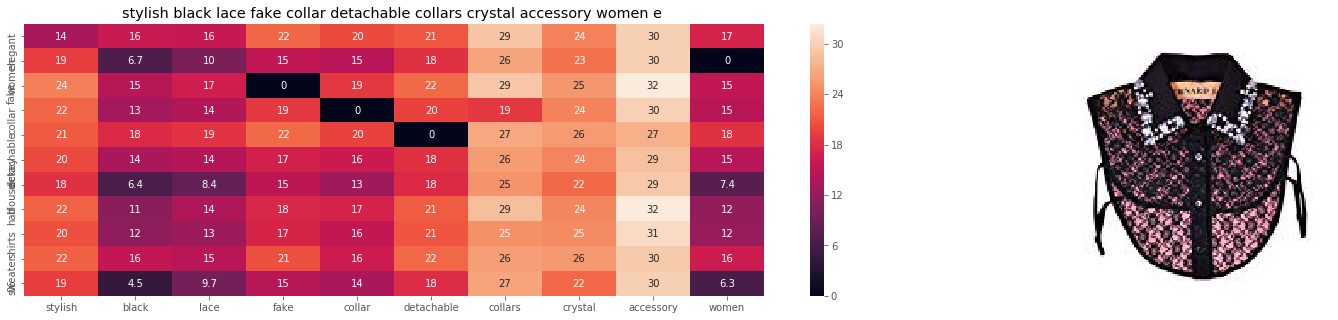 stylish black lace fake collar detachable collars crystal accessory women e
elegant 14 16 16 22 20 21 29 24 30 17
women 19 6.7 10 15 15 18 26 23 30 0
fake 24 15 17 0 19 22 29 25 32 15
collar 22 13 14 19 0 20 19 24 30 15
detachable 21 18 19 22 20 0 27 26 27 18
20 14 14 17 16 18 26 24 29 15
18 6.4 8.4 15 13 18 25 22 29 7.4
half 22 11 14 18 17 21 29 24 32 12
shirts 20 12 13 17 16 21 25 25 31 12
sweater 22 16 15 21 16 22 26 26 30 16
19 4.5 9.7 15 14 18 27 22 30 6.3
stylish black lace fake collar detachable collars crystal accessory women
30
24
18
12
6
0